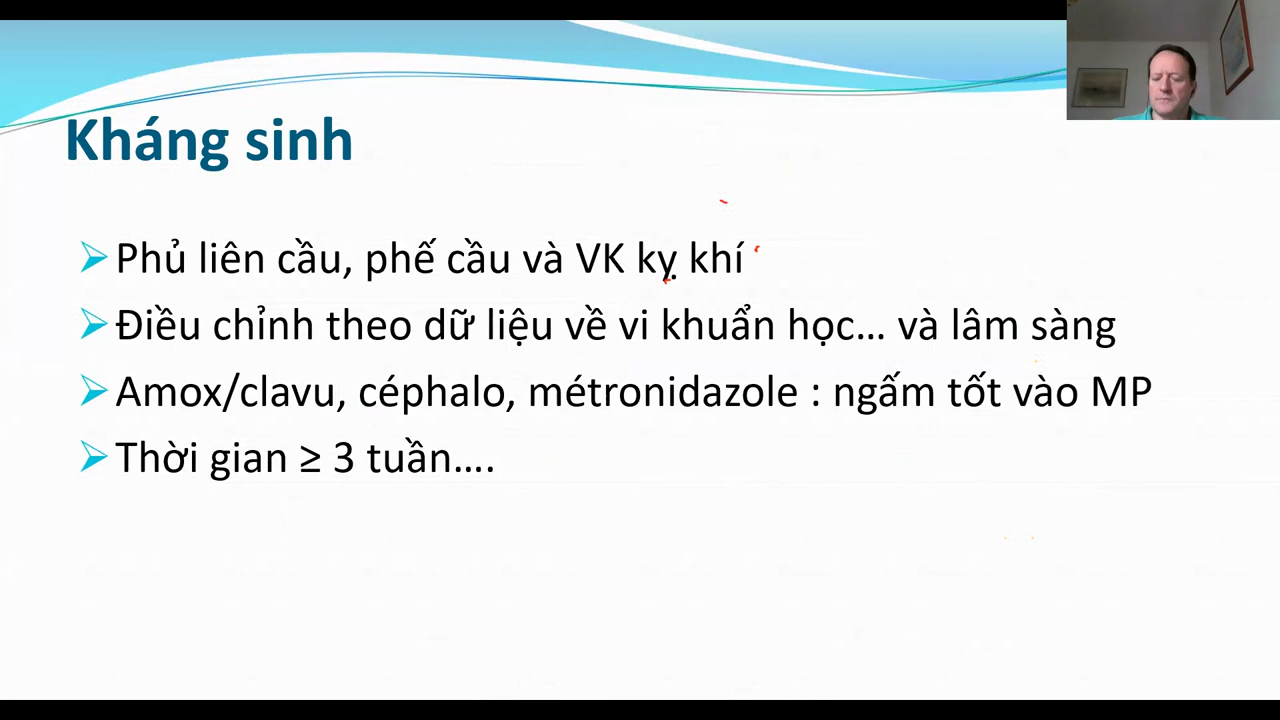 Kháng sinh
Phủ liên cầu, phế cầu và VK kỵ khí
Điều chỉnh theo dữ liệu về vi khuẩn học... và lâm sàng
Amox/clavu, céphalo, métronidazole : ngấm tốt vào MP
Thời gian ≥ 3 tuần....